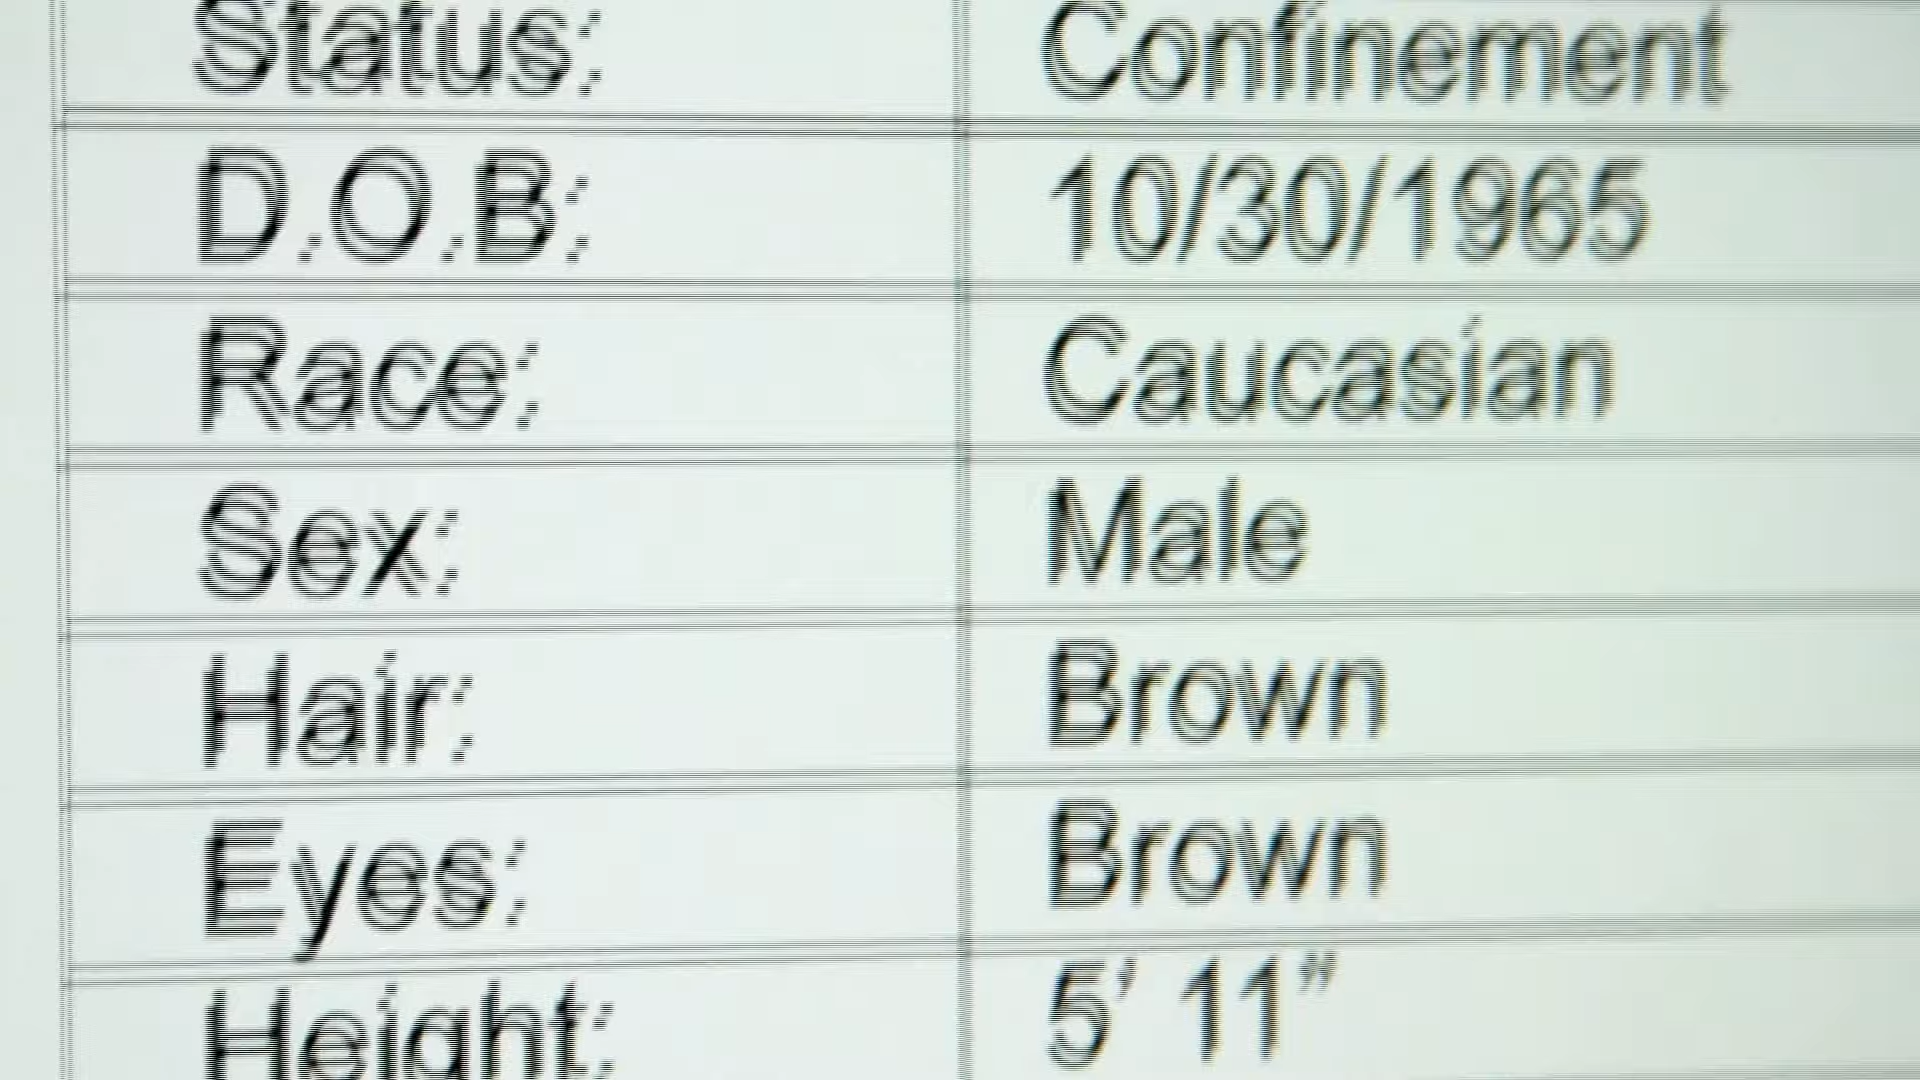 Status: Confinement
D.O.B: 10/30/1965
Race: Caucasian
Sex: Male
Hair: Brown
Eyes: Brown
Height: 5' 11"